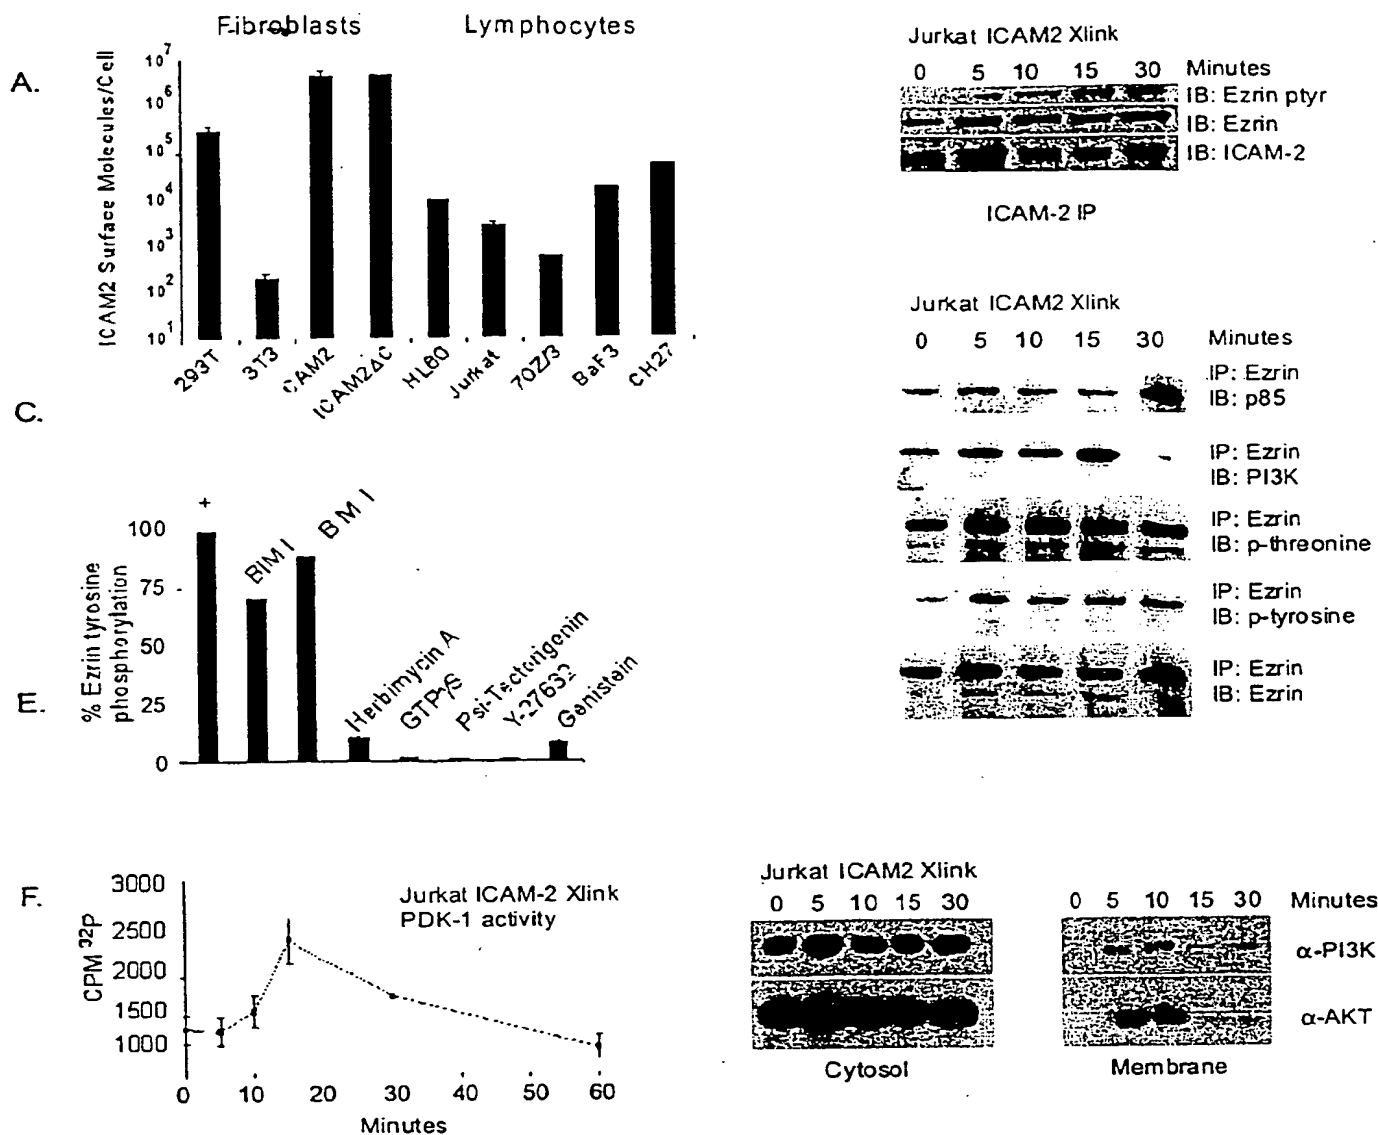 Fibroblasts
Lymphocytes
A.
ICAM2 Surface Molecules/Cell
10^7
10^6
10^5
10^4
10^3
10^2
10^1
293T
3T3
CAM2
ICAM2ΔC
HL60
Jurkat
70Z/3
BaF3
CH27
Jurkat ICAM2 Xlink
0 5 10 15 30 Minutes
IB: Ezrin ptyr
IB: Ezrin
IB: ICAM-2
ICAM-2 IP
C.
E.
% Ezrin tyrosine
phosphorylation
100
75
50
25
0
+
BIM I
B M I
Herbimycin A
GTPγS
Psi-Tectorigenin
Y-27632
Genistain
Jurkat ICAM2 Xlink
0 5 10 15 30 Minutes
IP: Ezrin
IB: p85
IP: Ezrin
IB: PI3K
IP: Ezrin
IB: p-threonine
IP: Ezrin
IB: p-tyrosine
IP: Ezrin
IB: Ezrin
F.
CPM 32P
3000
2500
2000
1500
1000
Jurkat ICAM-2 Xlink
PDK-1 activity
0 10 20 30 40 50 60
Minutes
Jurkat ICAM2 Xlink
0 5 10 15 30
0 5 10 15 30 Minutes
α-PI3K
α-AKT
Cytosol
Membrane